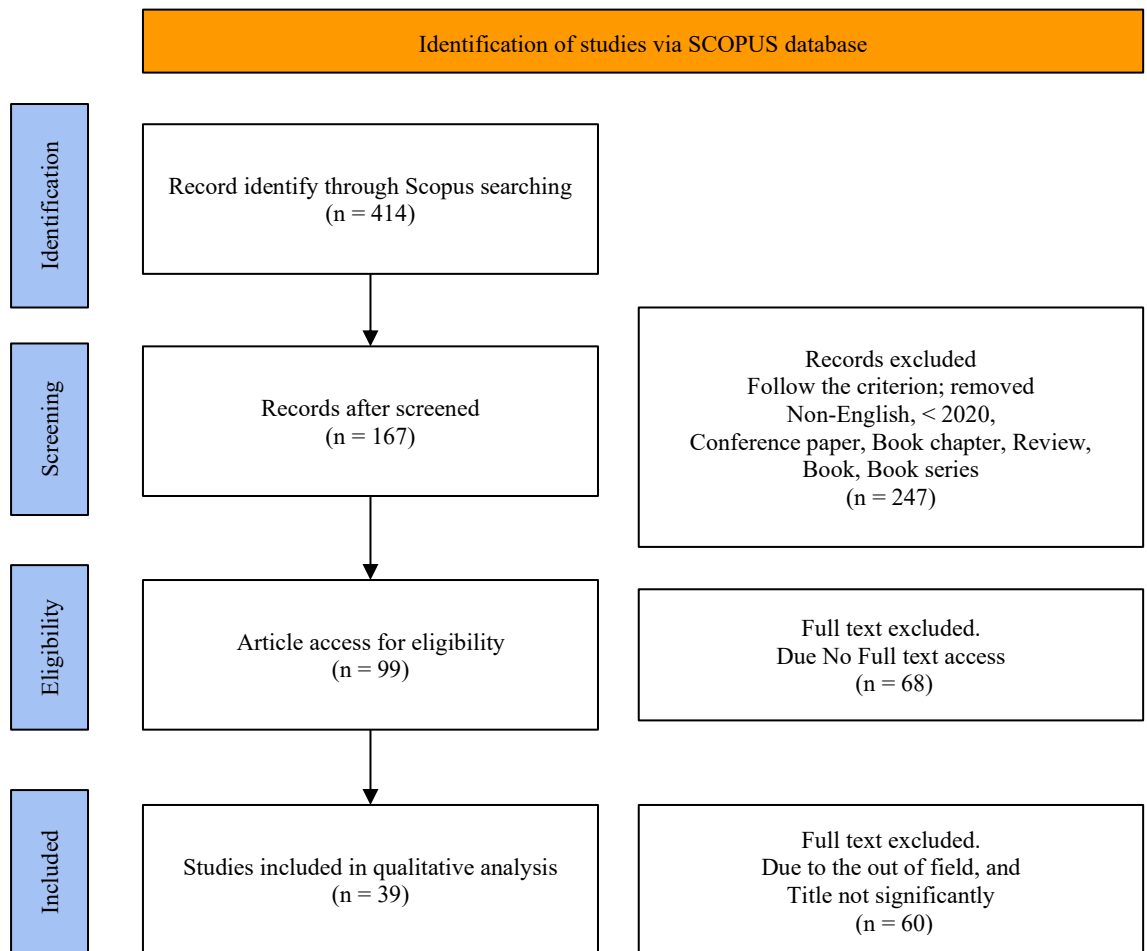 Identification of studies via SCOPUS database
Identification
Record identify through Scopus searching
(n = 414)
Screening
Records after screened
(n = 167)
Records excluded
Follow the criterion; removed
Non-English, < 2020,
Conference paper, Book chapter, Review,
Book, Book series
(n = 247)
Eligibility
Article access for eligibility
(n = 99)
Full text excluded.
Due No Full text access
(n = 68)
Included
Studies included in qualitative analysis
(n = 39)
Full text excluded.
Due to the out of field, and
Title not significantly
(n = 60)